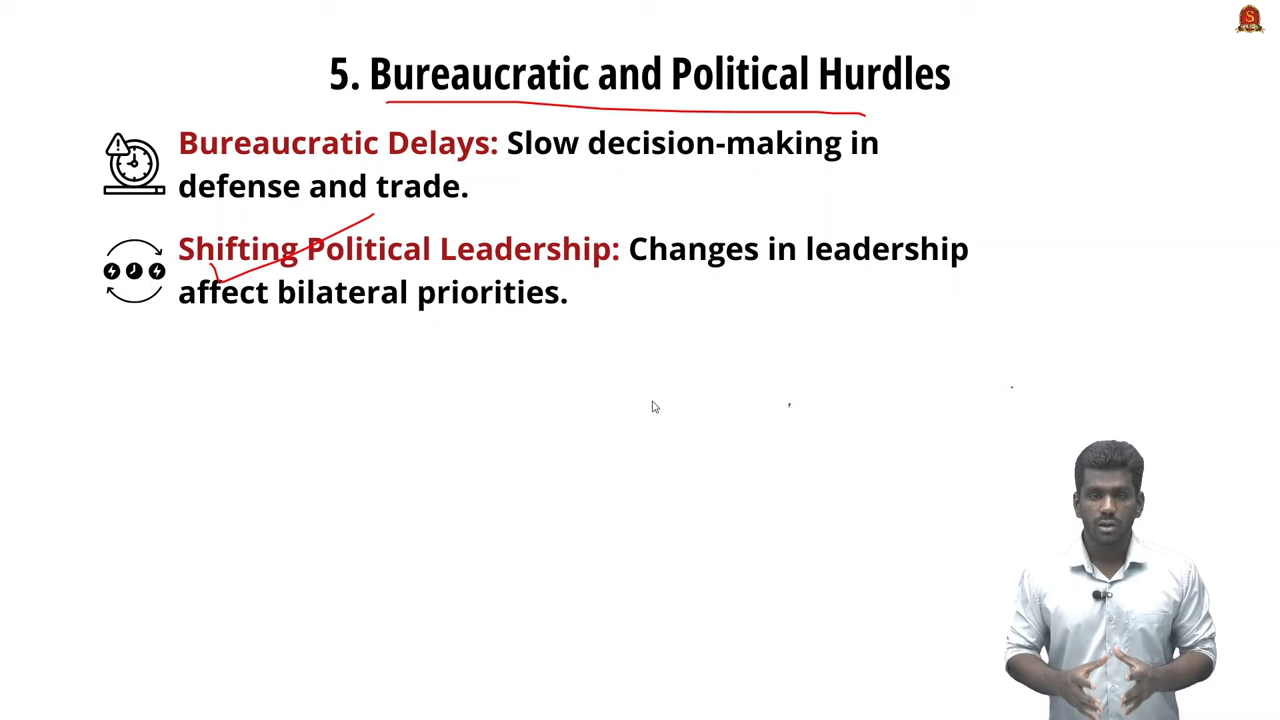 5. Bureaucratic and Political Hurdles
Bureaucratic Delays: Slow decision-making in
defense and trade.
Shifting Political Leadership: Changes in leadership
affect bilateral priorities.
S